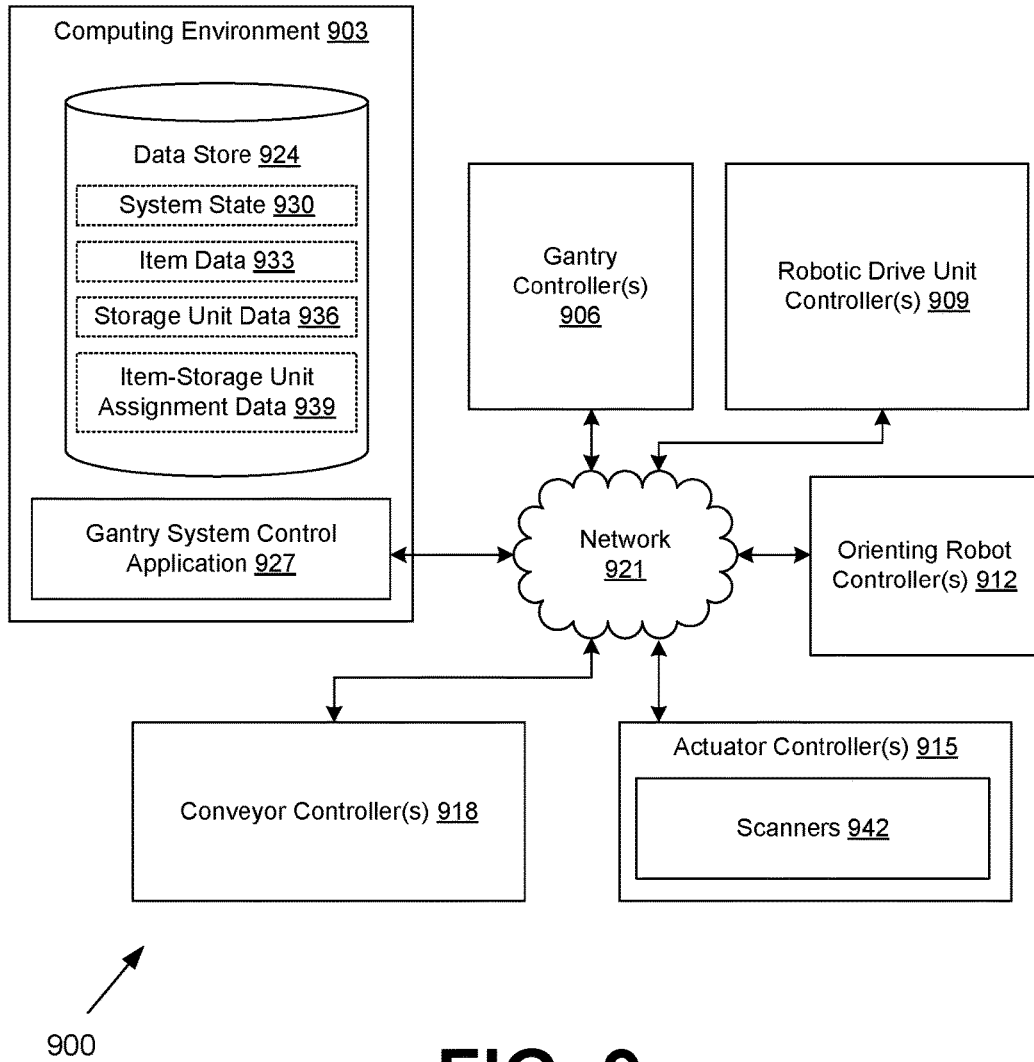 Computing Environment 903
Data Store 924
System State 930
Item Data 933
Storage Unit Data 936
Item-Storage Unit
Assignment Data 939
Gantry System Control
Application 927
Gantry
Controller(s)
906
Robotic Drive Unit
Controller(s) 909
Network
921
Orienting Robot
Controller(s) 912
Conveyor Controller(s) 918
Actuator Controller(s) 915
Scanners 942
900
FIG. 9